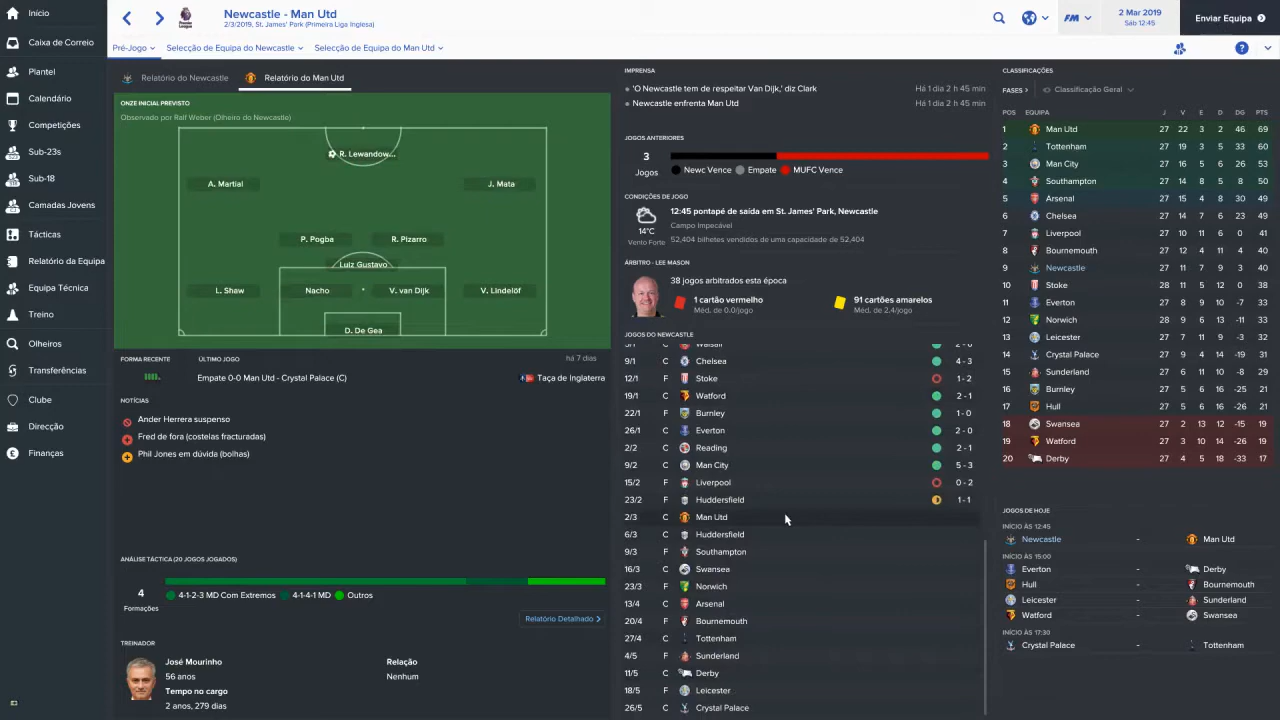 Newcastle - Man Utd
2/3/2019, St. James' Park (Primeira Liga Inglesa)
FM
2 Mar 2019
Sáb 12:45
Enviar Equipa
Início
Caixa de Correio
Plantel
Calendário
Competições
Sub-23s
Sub-18
Camadas Jovens
Tácticas
Relatório da Equipa
Equipa Técnica
Treino
Olheiros
Transferências
Clube
Direcção
Finanças
Pré-Jogo
Selecção de Equipa do Newcastle
Selecção de Equipa do Man Utd
Relatório do Newcastle
Relatório do Man Utd
ONZE INICIAL PREVISTO
Observado por Ralf Weber (Olheiro do Newcastle)
R. Lewandow...
A. Martial
J. Mata
P. Pogba
R. Pizarro
Luiz Gustavo
L. Shaw
Nacho
V. van Dijk
V. Lindelöf
D. De Gea
FORMA RECENTE
ÚLTIMO JOGO
há 7 dias
Empate 0-0 Man Utd - Crystal Palace (C)
Taça de Inglaterra
NOTÍCIAS
Ander Herrera suspenso
Fred de fora (costelas fracturadas)
Phil Jones em dúvida (bolhas)
ANÁLISE TÁCTICA (20 JOGOS JOGADOS)
4
Formações
4-1-2-3 MD Com Extremos
4-1-4-1 MD
Outros
Relatório Detalhado
TREINADOR
José Mourinho
56 anos
Tempo no cargo
2 anos, 279 dias
Relação
Nenhum
IMPRENSA
'O Newcastle tem de respeitar Van Dijk,' diz Clark Há 1 dia 2 h 45 min
Newcastle enfrenta Man Utd Há 1 dia 2 h 45 min
JOGOS ANTERIORES
3
Jogos
Newc Vence
Empate
MUFC Vence
CONDIÇÕES DE JOGO
14°C
Vento Forte
12:45 pontapé de saída em St. James' Park, Newcastle
Campo Impecável
52,404 bilhetes vendidos de uma capacidade de 52,404
ÁRBITRO - LEE MASON
38 jogos arbitrados esta época
1 cartão vermelho
Méd. de 0.0/jogo
91 cartões amarelos
Méd. de 2.4/jogo
JOGOS DO NEWCASTLE
5/1 C Walsall 2 - 0
9/1 C Chelsea 4 - 3
12/1 F Stoke 1 - 2
19/1 C Watford 2 - 1
22/1 F Burnley 1 - 0
26/1 C Everton 2 - 0
2/2 C Reading 2 - 1
9/2 C Man City 5 - 3
15/2 F Liverpool 0 - 2
23/2 F Huddersfield 1 - 1
2/3 C Man Utd
6/3 C Huddersfield
9/3 F Southampton
16/3 C Swansea
23/3 F Norwich
13/4 C Arsenal
20/4 F Bournemouth
27/4 C Tottenham
4/5 F Sunderland
11/5 C Derby
18/5 F Leicester
26/5 C Crystal Palace
CLASSIFICAÇÕES
FASES
Classificação Geral
POS EQUIPA J V E D DG PTS
1 Man Utd 27 22 3 2 46 69
2 Tottenham 27 19 3 5 33 60
3 Man City 27 16 5 6 26 53
4 Southampton 27 14 8 5 8 50
5 Arsenal 27 15 4 8 30 49
6 Chelsea 27 14 7 6 23 49
7 Liverpool 27 10 11 6 0 41
8 Bournemouth 27 12 4 11 4 40
9 Newcastle 27 11 7 9 3 40
10 Stoke 28 11 5 12 0 38
11 Everton 27 8 9 10 -7 33
12 Norwich 28 9 6 13 -11 33
13 Leicester 27 9 5 13 -3 32
14 Crystal Palace 27 9 4 14 -19 31
15 Sunderland 27 6 11 10 -8 29
16 Burnley 27 5 6 16 -25 21
17 Hull 27 5 6 16 -26 21
18 Swansea 27 2 13 12 -15 19
19 Watford 27 3 10 14 -26 19
20 Derby 27 4 5 18 -33 17
JOGOS DE HOJE
INÍCIO ÀS 12:45
Newcastle - Man Utd
INÍCIO ÀS 15:00
Everton - Derby
Hull - Bournemouth
Leicester - Sunderland
Watford - Swansea
INÍCIO ÀS 17:30
Crystal Palace - Tottenham